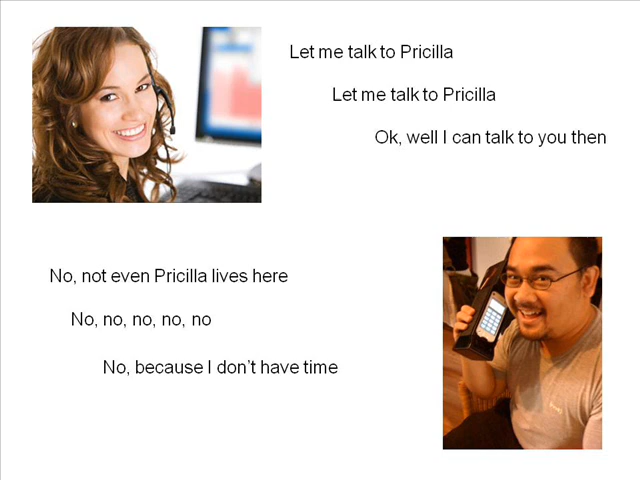 Let me talk to Pricilla
Let me talk to Pricilla
Ok, well I can talk to you then
No, not even Pricilla lives here
No, no, no, no, no
No, because I don't have time